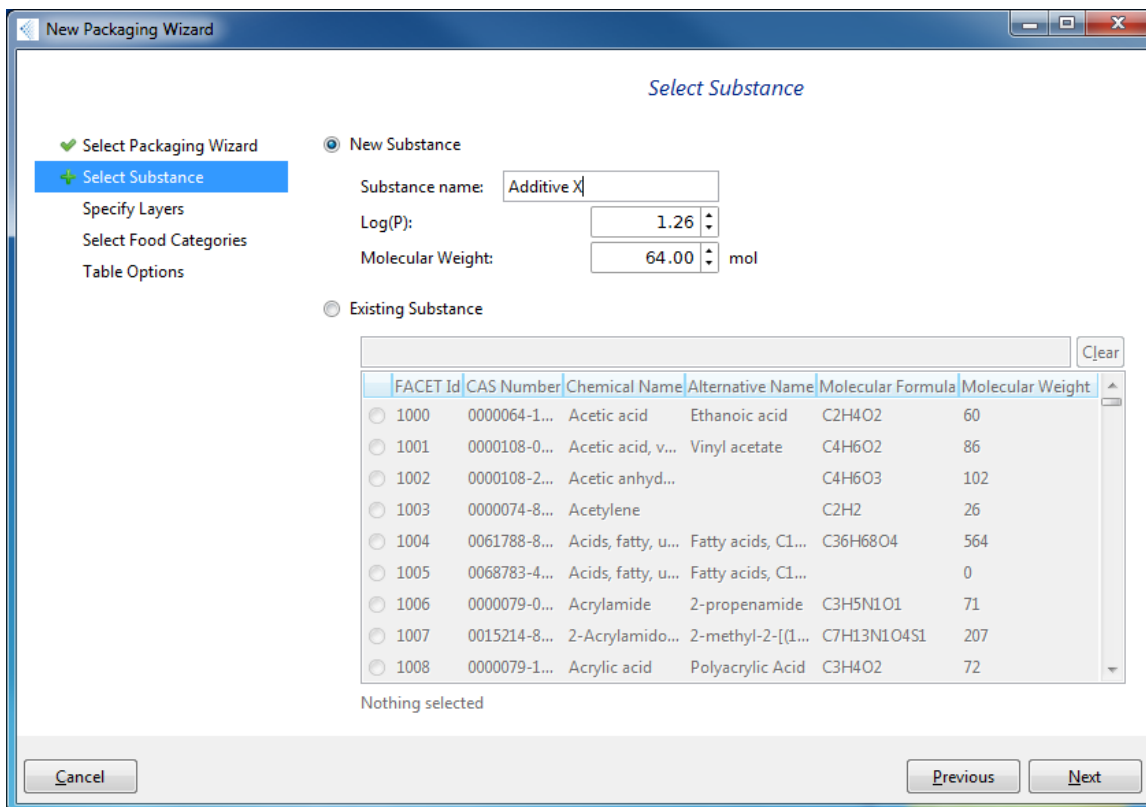 New Packaging Wizard
Select Substance
Select Packaging Wizard
Select Substance
Specify Layers
Select Food Categories
Table Options
New Substance
Substance name: Additive X
Log(P): 1.26
Molecular Weight: 64.00 mol
Existing Substance
Clear
FACET Id CAS Number Chemical Name Alternative Name Molecular Formula Molecular Weight
1000 0000064-1... Acetic acid Ethanoic acid C2H4O2 60
1001 0000108-0... Acetic acid, v... Vinyl acetate C4H6O2 86
1002 0000108-2... Acetic anhyd... C4H6O3 102
1003 0000074-8... Acetylene C2H2 26
1004 0061788-8... Acids, fatty, u... Fatty acids, C1... C36H68O4 564
1005 0068783-4... Acids, fatty, u... Fatty acids, C1... 0
1006 0000079-0... Acrylamide 2-propenamide C3H5N1O1 71
1007 0015214-8... 2-Acrylamido... 2-methyl-2-[(1... C7H13N1O4S1 207
1008 0000079-1... Acrylic acid Polyacrylic Acid C3H4O2 72
Nothing selected
Cancel Previous Next